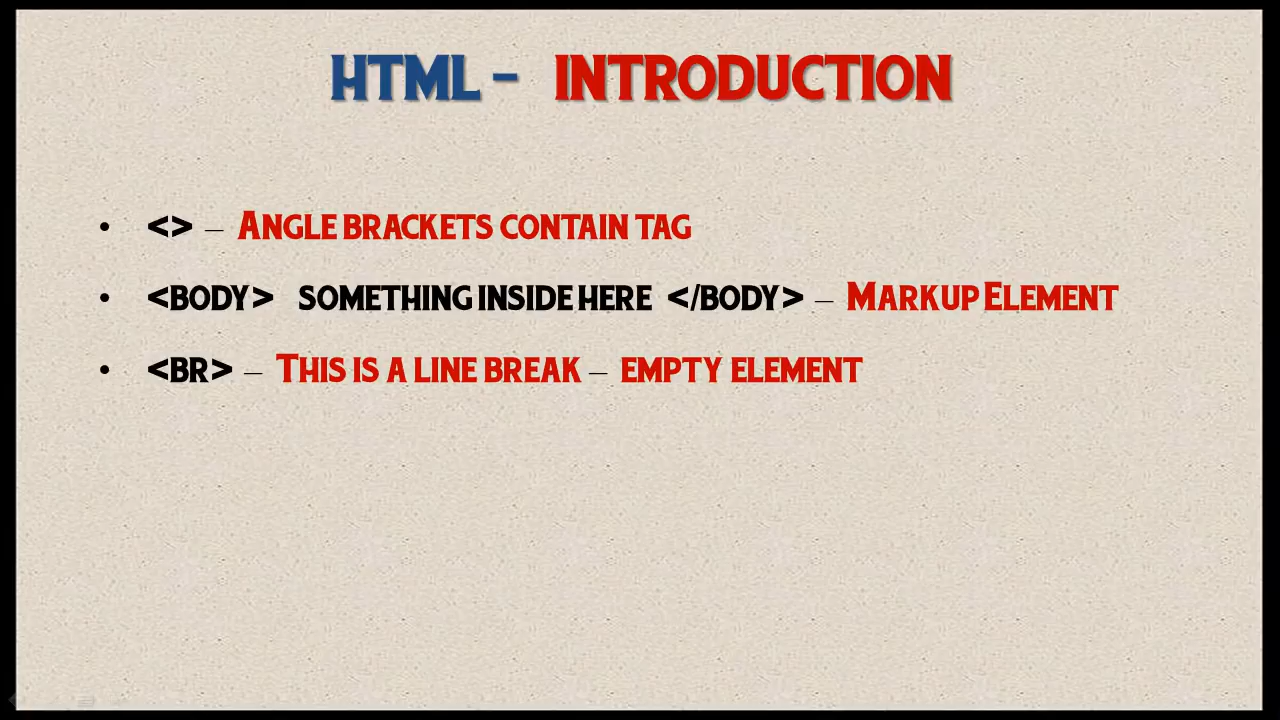 HTML - INTRODUCTION
• <> – ANGLE BRACKETS CONTAIN TAG
• <BODY> SOMETHING INSIDE HERE </BODY> – MARKUP ELEMENT
• <BR> – THIS IS A LINE BREAK – EMPTY ELEMENT